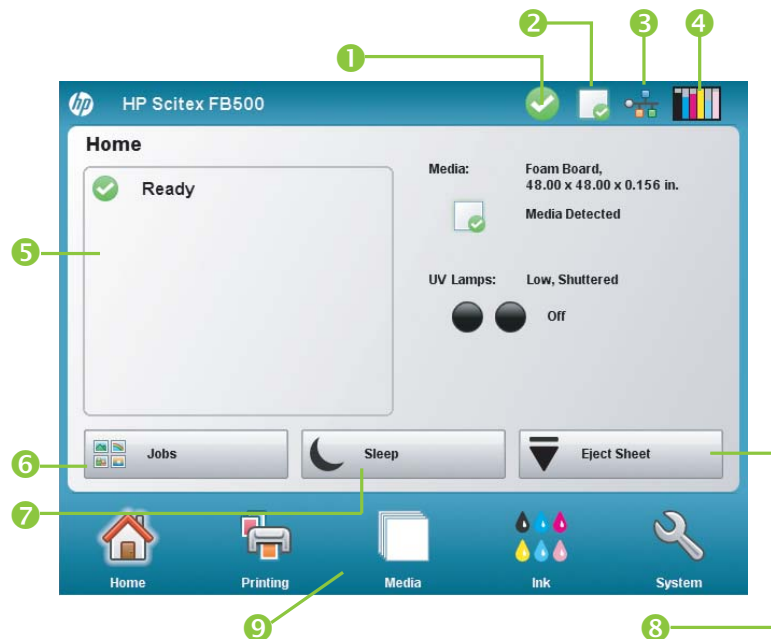 1
2
3
4
hp HP Scitex FB500
Home
Ready
Media: Foam Board,
48.00 x 48.00 x 0.156 in.
Media Detected
5
UV Lamps: Low, Shuttered
Off
6
Jobs
Sleep
Eject Sheet
7
Home
Printing
Media
Ink
System
9
8